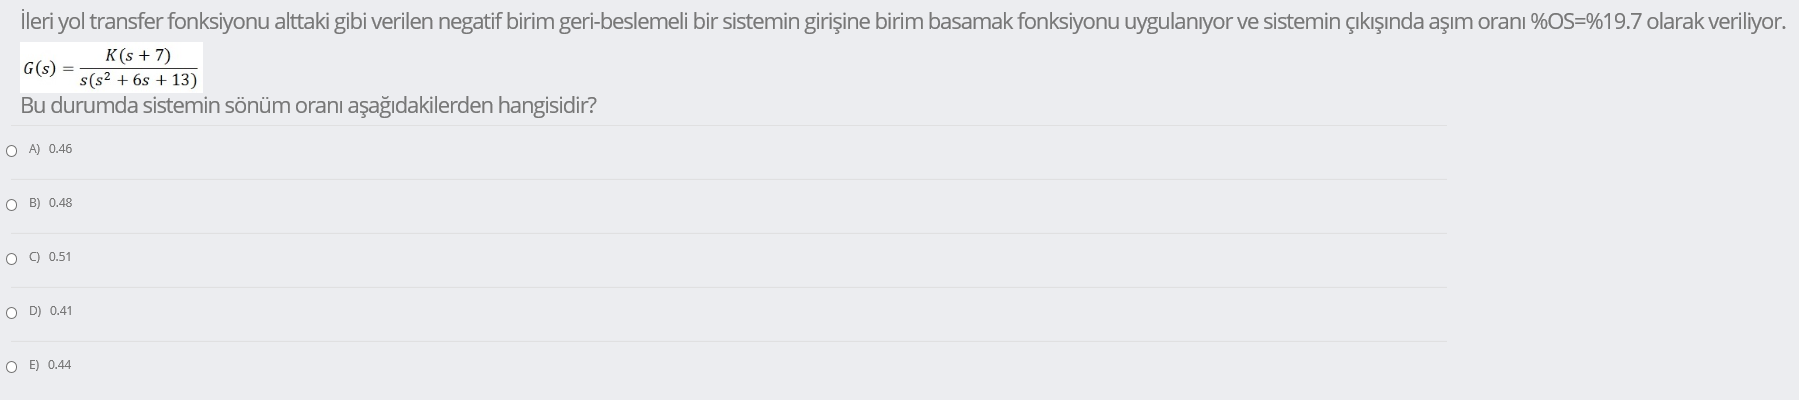 İleri yol transfer fonksiyonu alttaki gibi verilen negatif birim geri-beslemeli bir sistemin girişine birim basamak fonksiyonu uygulanıyor ve sistemin çıkışında aşım oranı %OS=%19.7 olarak veriliyor.
G(s) = K(s + 7) / s(s² + 6s + 13)
Bu durumda sistemin sönüm oranı aşağıdakilerden hangisidir?
A) 0.46
B) 0.48
C) 0.51
D) 0.41
E) 0.44